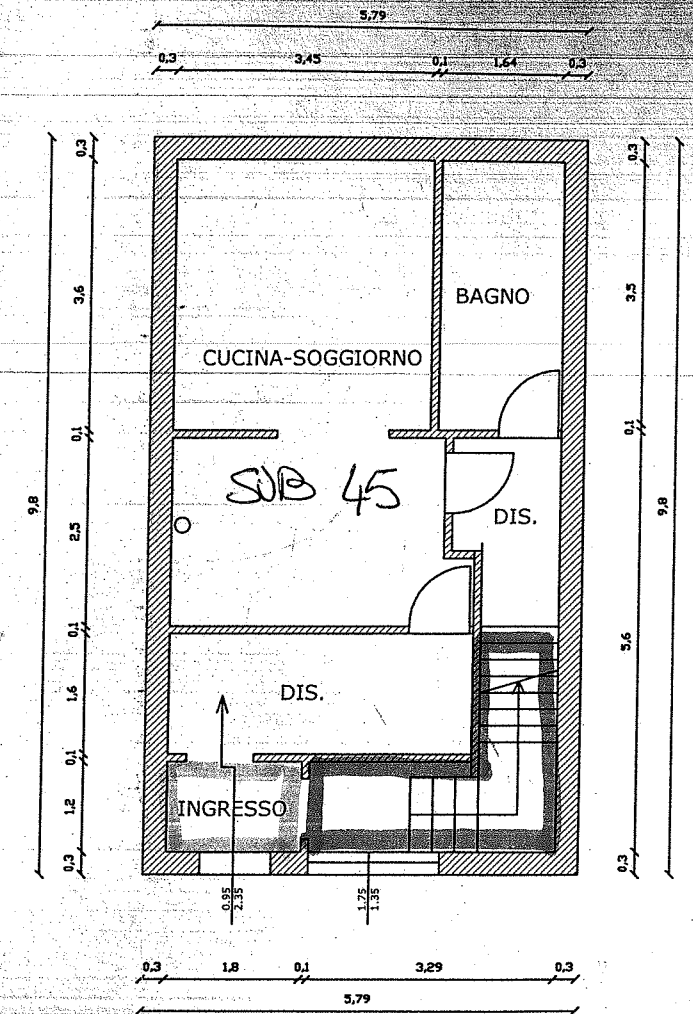 5,79
0,3 3,45 0,1 1,64 0,3
0,3 0,3
3,6 3,5
BAGNO
CUCINA-SOGGIORNO
0,1 0,1
SUB 45
DIS.
9,8 9,8
2,5
0,1
5,6
1,6
DIS.
0,1
1,2
INGRESSO
0,3 0,3
0.95
2.35
1.75
1.35
0,3 1,8 0,1 3,29 0,3
5,79